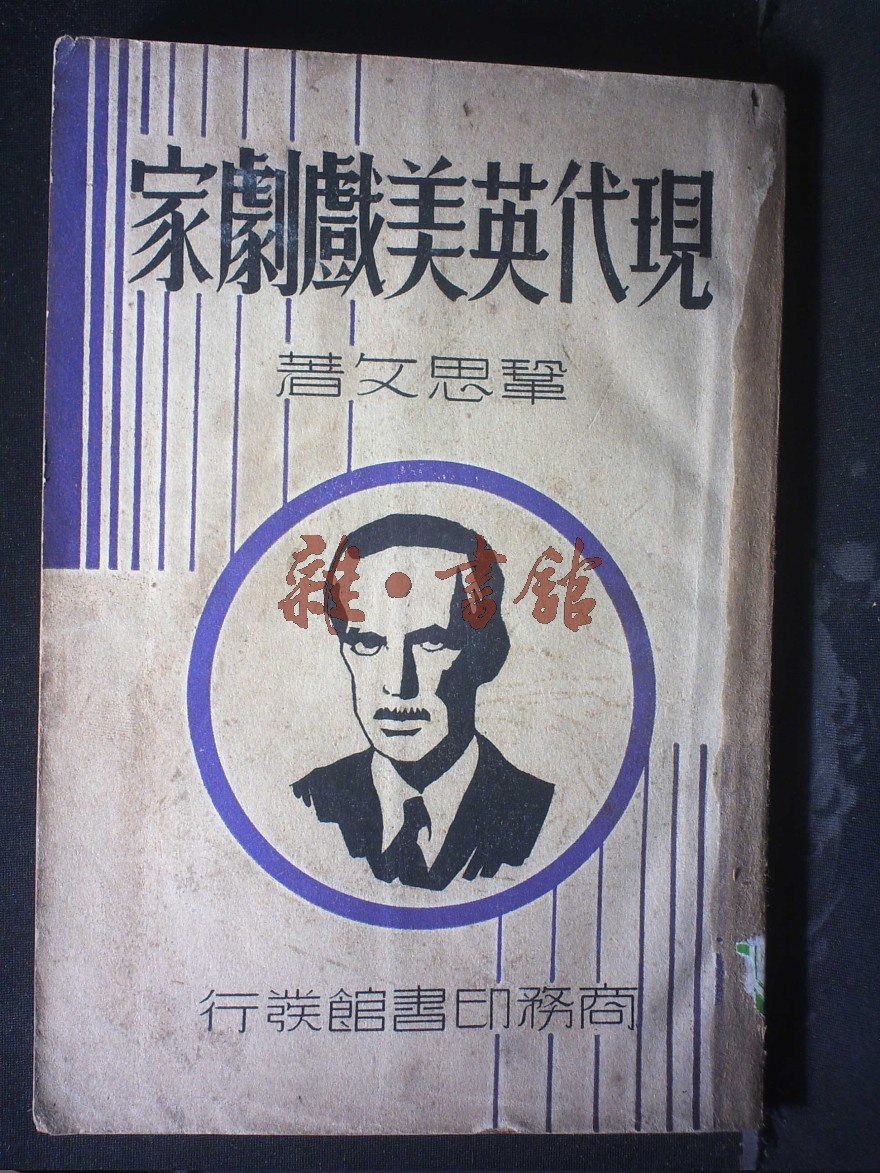 現代英美戲劇家
鞏思文著
雜·書館
商務印書館發行